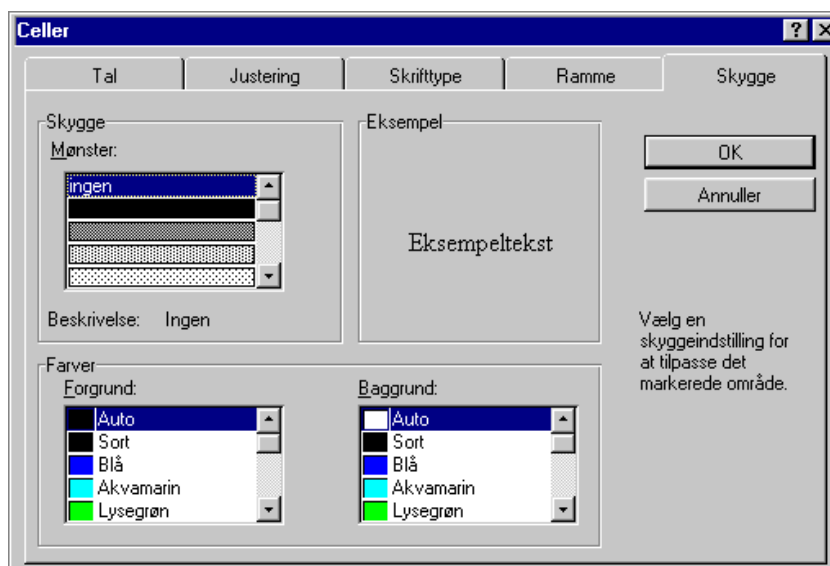 Celler
Tal Justering Skrifttype Ramme Skygge
Skygge
Mønster:
ingen
Beskrivelse: Ingen
Eksempel
Eksempeltekst
OK
Annuller
Vælg en
skyggeindstilling for
at tilpasse det
markerede område.
Farver
Forgrund:
Auto
Sort
Blå
Akvamarin
Lysegrøn
Baggrund:
Auto
Sort
Blå
Akvamarin
Lysegrøn